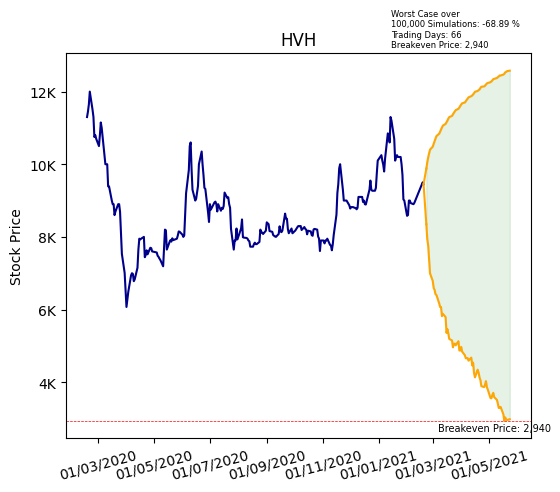 Worst Case over
100,000 Simulations: -68.89 %
Trading Days: 66
Breakeven Price: 2,940
HVH
Stock Price
12K
10K
8K
6K
4K
Breakeven Price: 2,940
01/03/2020 01/05/2020 01/07/2020 01/09/2020 01/11/2020 01/01/2021 01/03/2021 01/05/2021